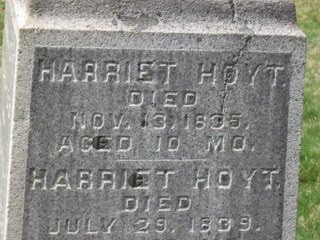 HARRIET HOYT.
DIED
NOV. 13. 1835.
AGED 10 MO.
HARRIET HOYT.
DIED
JULY 29. 1839.